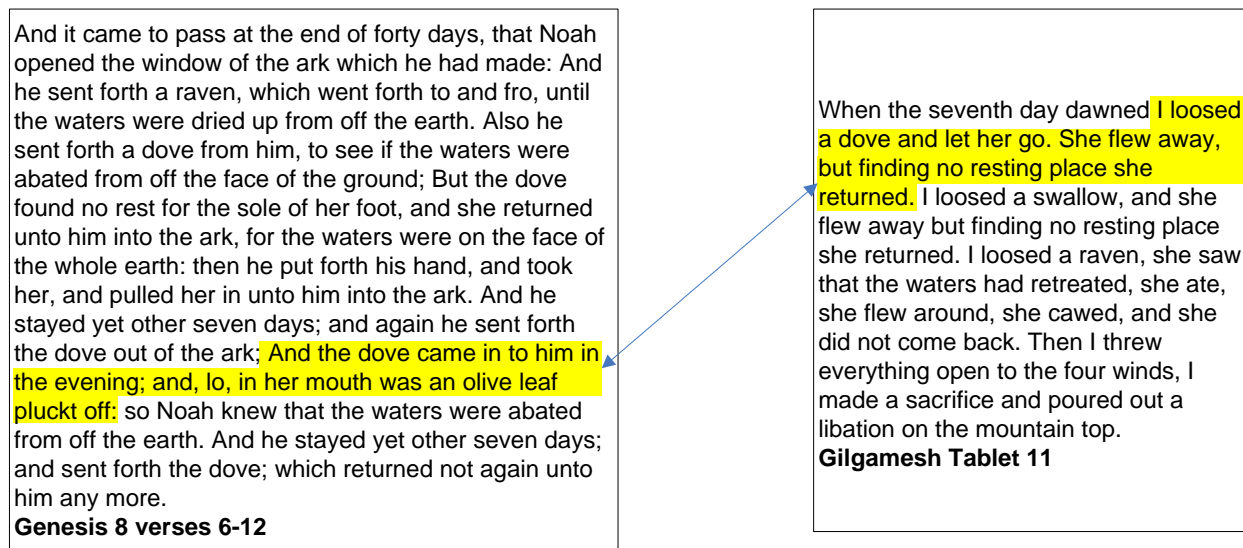 And it came to pass at the end of forty days, that Noah
opened the window of the ark which he had made: And
he sent forth a raven, which went forth to and fro, until
the waters were dried up from off the earth. Also he
sent forth a dove from him, to see if the waters were
abated from off the face of the ground; But the dove
found no rest for the sole of her foot, and she returned
unto him into the ark, for the waters were on the face of
the whole earth: then he put forth his hand, and took
her, and pulled her in unto him into the ark. And he
stayed yet other seven days; and again he sent forth
the dove out of the ark; And the dove came in to him in
the evening; and, lo, in her mouth was an olive leaf
pluckt off: so Noah knew that the waters were abated
from off the earth. And he stayed yet other seven days;
and sent forth the dove; which returned not again unto
him any more.
Genesis 8 verses 6-12
When the seventh day dawned I loosed
a dove and let her go. She flew away,
but finding no resting place she
returned. I loosed a swallow, and she
flew away but finding no resting place
she returned. I loosed a raven, she saw
that the waters had retreated, she ate,
she flew around, she cawed, and she
did not come back. Then I threw
everything open to the four winds, I
made a sacrifice and poured out a
libation on the mountain top.
Gilgamesh Tablet 11